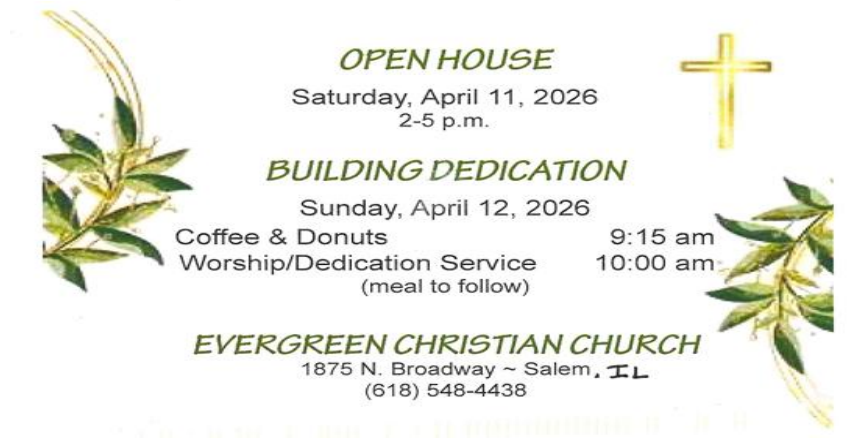 OPEN HOUSE
Saturday, April 11, 2026
2-5 p.m.
BUILDING DEDICATION
Sunday, April 12, 2026
Coffee & Donuts 9:15 am
Worship/Dedication Service 10:00 am
(meal to follow)
EVERGREEN CHRISTIAN CHURCH
1875 N. Broadway ~ Salem, IL
(618) 548-4438